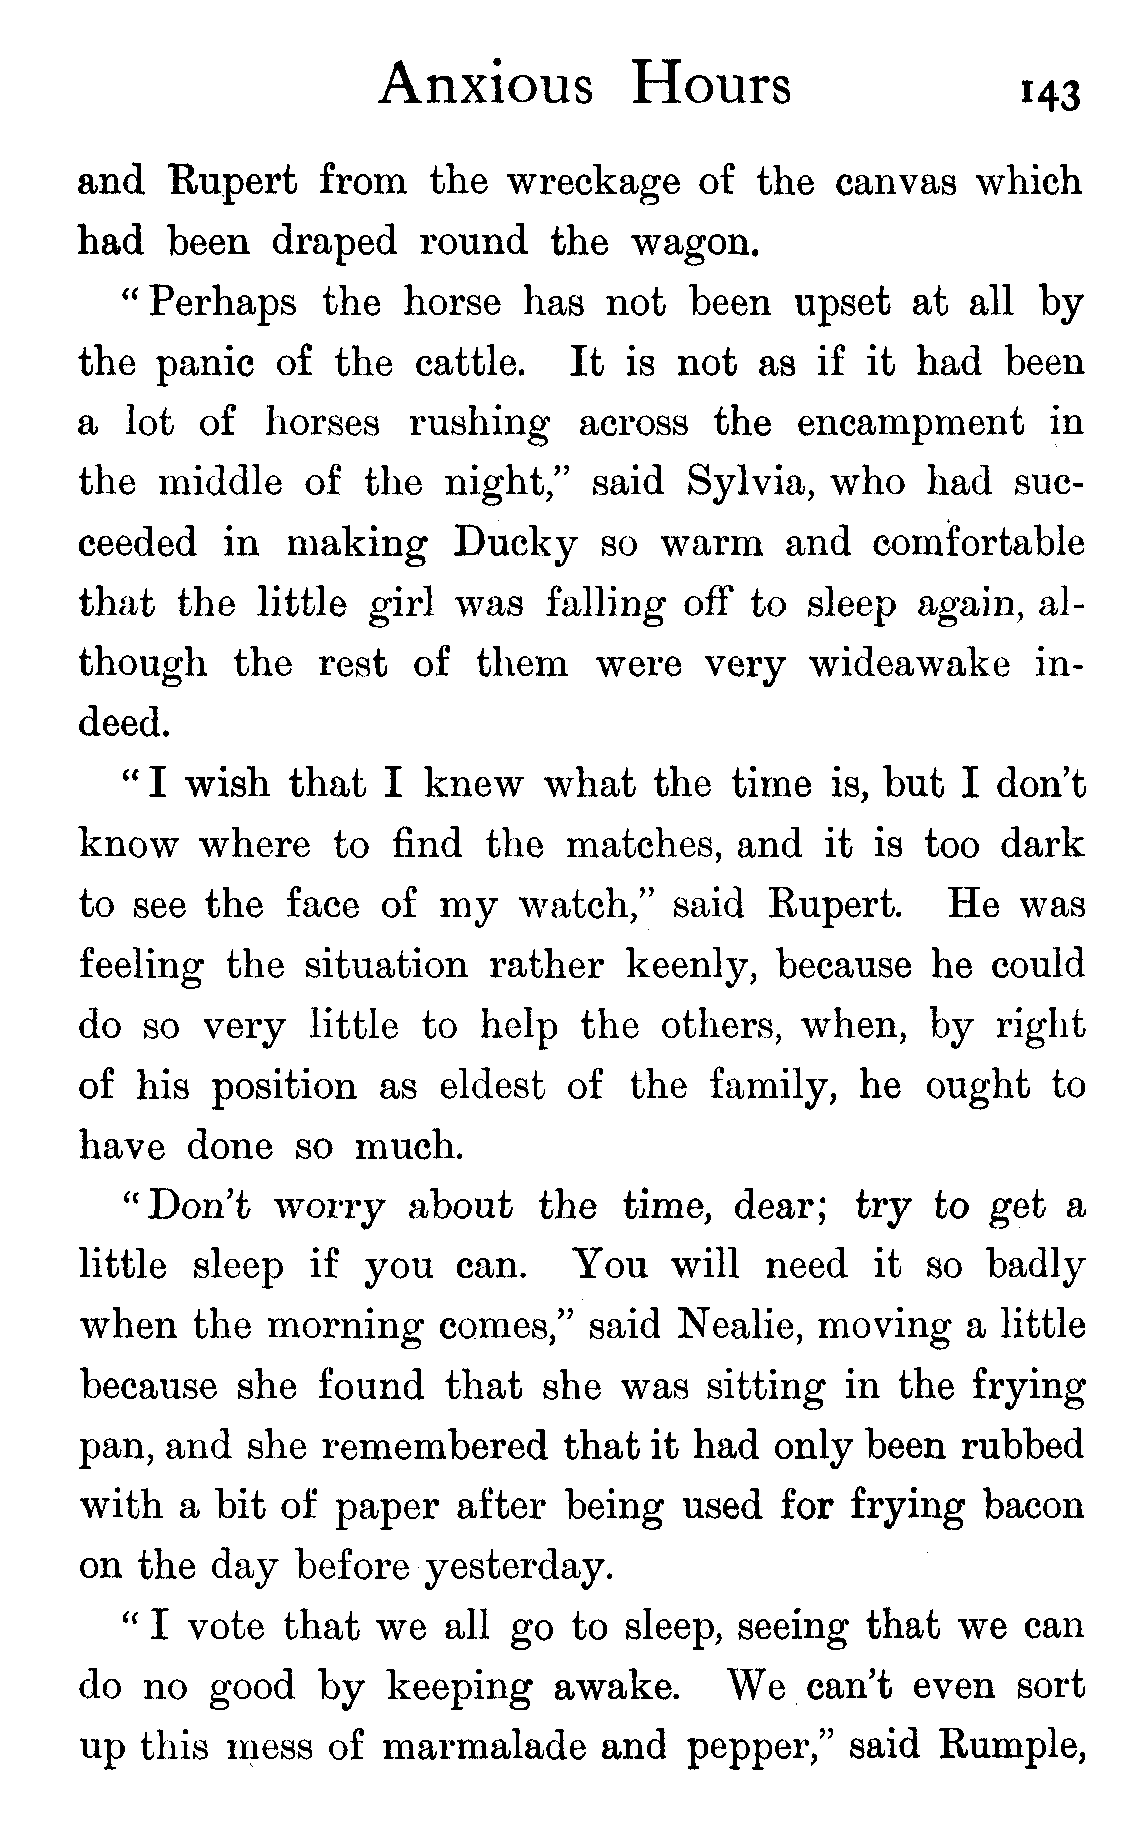 Anxious Hours 143
and Rupert from the wreckage of the canvas which
had been draped round the wagon.
“Perhaps the horse has not been upset at all by
the panic of the cattle. It is not as if it had been
a lot of horses rushing across the encampment in
the middle of the night,” said Sylvia, who had suc-
ceeded in making Ducky so warm and comfortable
that the little girl was falling off to sleep again, al-
though the rest of them were very wideawake in-
deed.
“I wish that I knew what the time is, but I don’t
know where to find the matches, and it is too dark
to see the face of my watch,” said Rupert. He was
feeling the situation rather keenly, because he could
do so very little to help the others, when, by right
of his position as eldest of the family, he ought to
have done so much.
“Don’t worry about the time, dear; try to get a
little sleep if you can. You will need it so badly
when the morning comes,” said Nealie, moving a little
because she found that she was sitting in the frying
pan, and she remembered that it had only been rubbed
with a bit of paper after being used for frying bacon
on the day before yesterday.
“I vote that we all go to sleep, seeing that we can
do no good by keeping awake. We can’t even sort
up this mess of marmalade and pepper,” said Rumple,